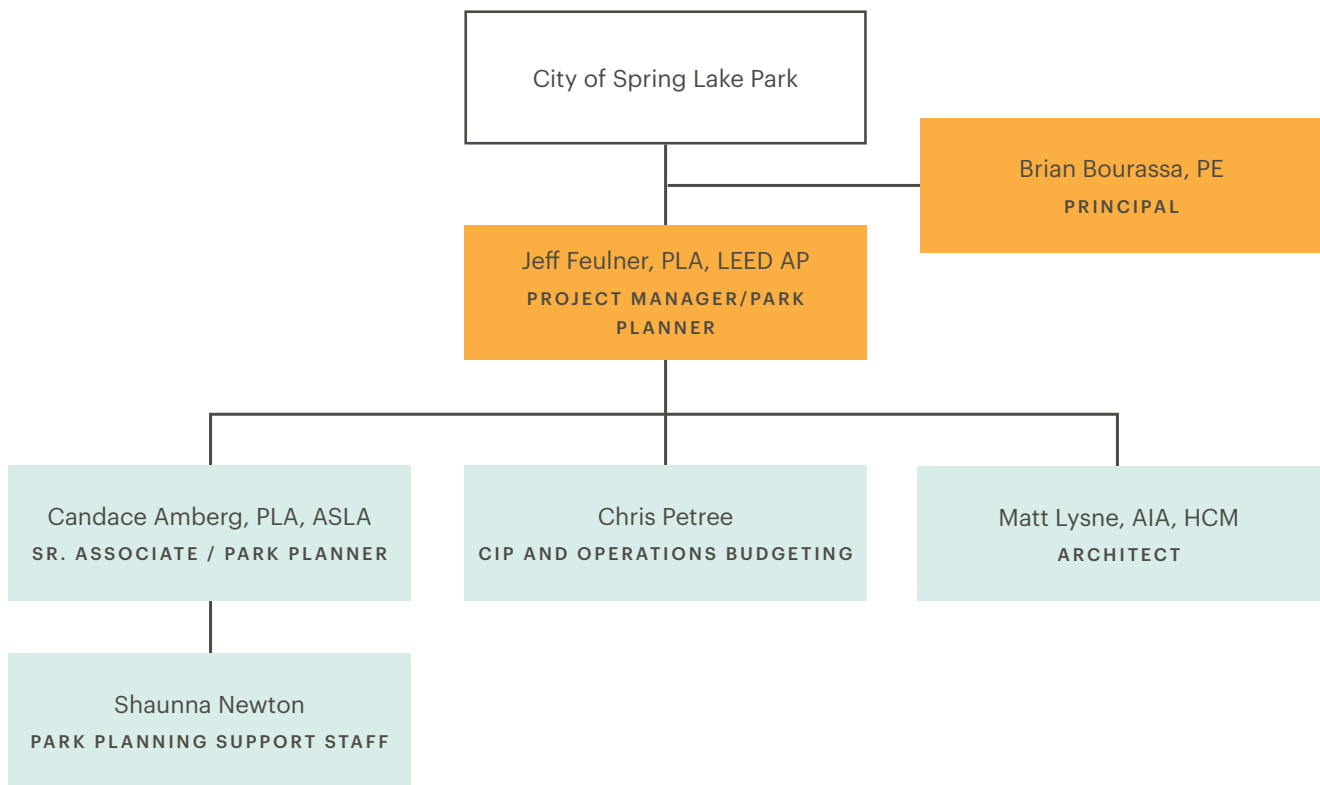 City of Spring Lake Park
Brian Bourassa, PE
PRINCIPAL
Jeff Feulner, PLA, LEED AP
PROJECT MANAGER/PARK
PLANNER
Candace Amberg, PLA, ASLA
SR. ASSOCIATE / PARK PLANNER
Chris Petree
CIP AND OPERATIONS BUDGETING
Matt Lysne, AIA, HCM
ARCHITECT
Shaunna Newton
PARK PLANNING SUPPORT STAFF